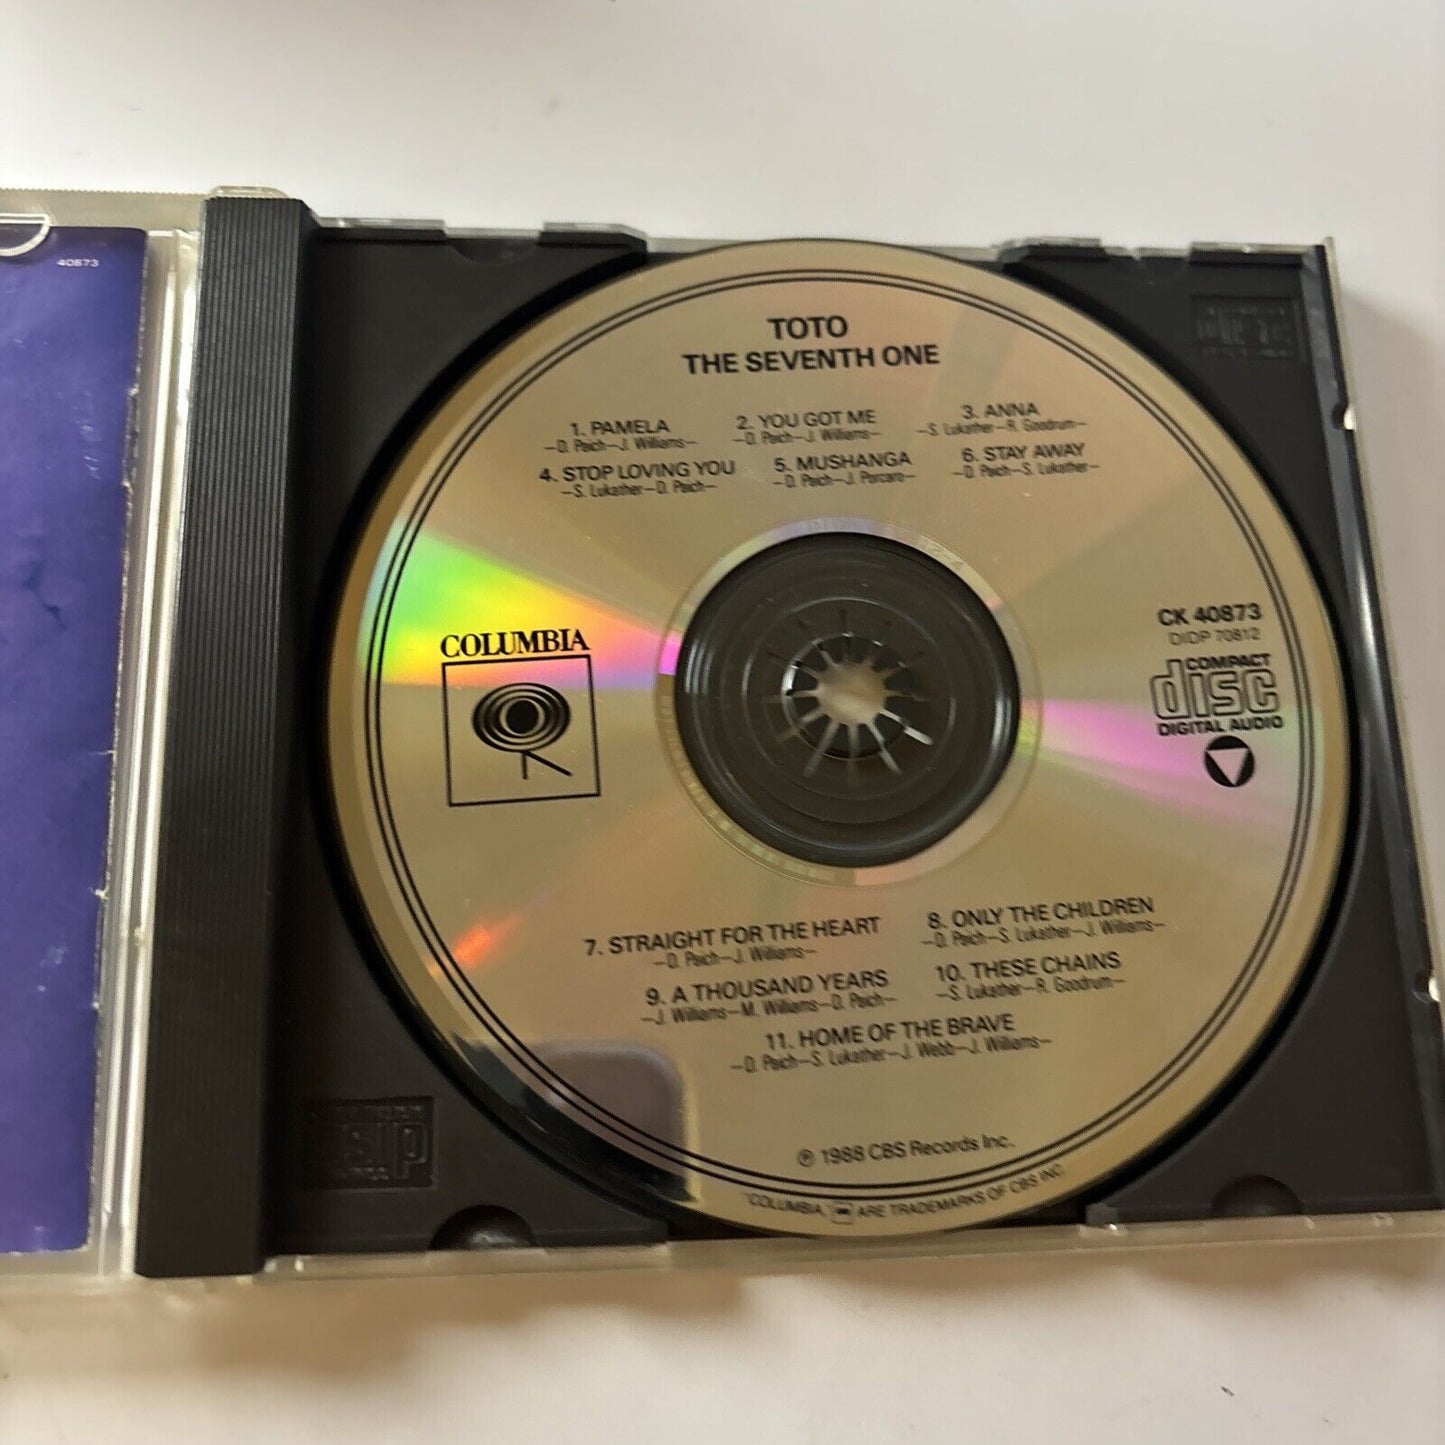 40873
TOTO
THE SEVENTH ONE
1. PAMELA
—D. Paich—J. Williams—
2. YOU GOT ME
—D. Paich—J. Williams—
3. ANNA
—S. Lukather—R. Goodrum—
4. STOP LOVING YOU
—S. Lukather—D. Paich—
5. MUSHANGA
—D. Paich—J. Porcaro—
6. STAY AWAY
—D. Paich—S. Lukather—
COLUMBIA
CK 40873
DIDP 70812
COMPACT
disc
DIGITAL AUDIO
7. STRAIGHT FOR THE HEART
—D. Paich—J. Williams—
8. ONLY THE CHILDREN
—D. Paich—S. Lukather—J. Williams—
9. A THOUSAND YEARS
—J. Williams—M. Williams—D. Paich—
10. THESE CHAINS
—S. Lukather—R. Goodrum—
11. HOME OF THE BRAVE
—D. Paich—S. Lukather—J. Webb—J. Williams—
℗ 1988 CBS Records Inc.
"COLUMBIA," ARE TRADEMARKS OF CBS INC.